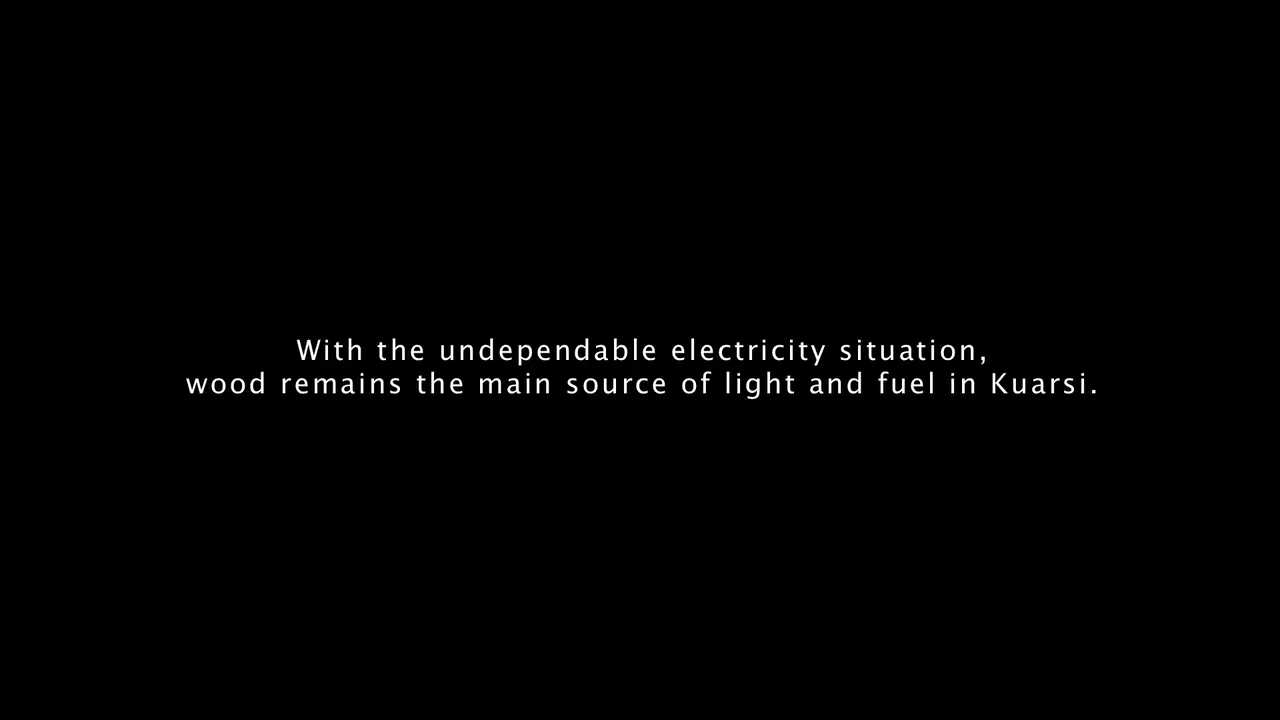 With the undependable electricity situation,
wood remains the main source of light and fuel in Kuarsi.